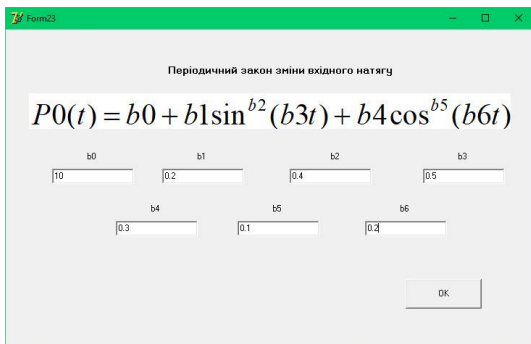 Form23
Періодичний закон зміни вхідного натягу
P0(t) = b0 + b1sin^b2(b3t) + b4cos^b5(b6t)
b0 b1 b2 b3
10 0.2 0.4 0.5
b4 b5 b6
0.3 0.1 0.2
OK